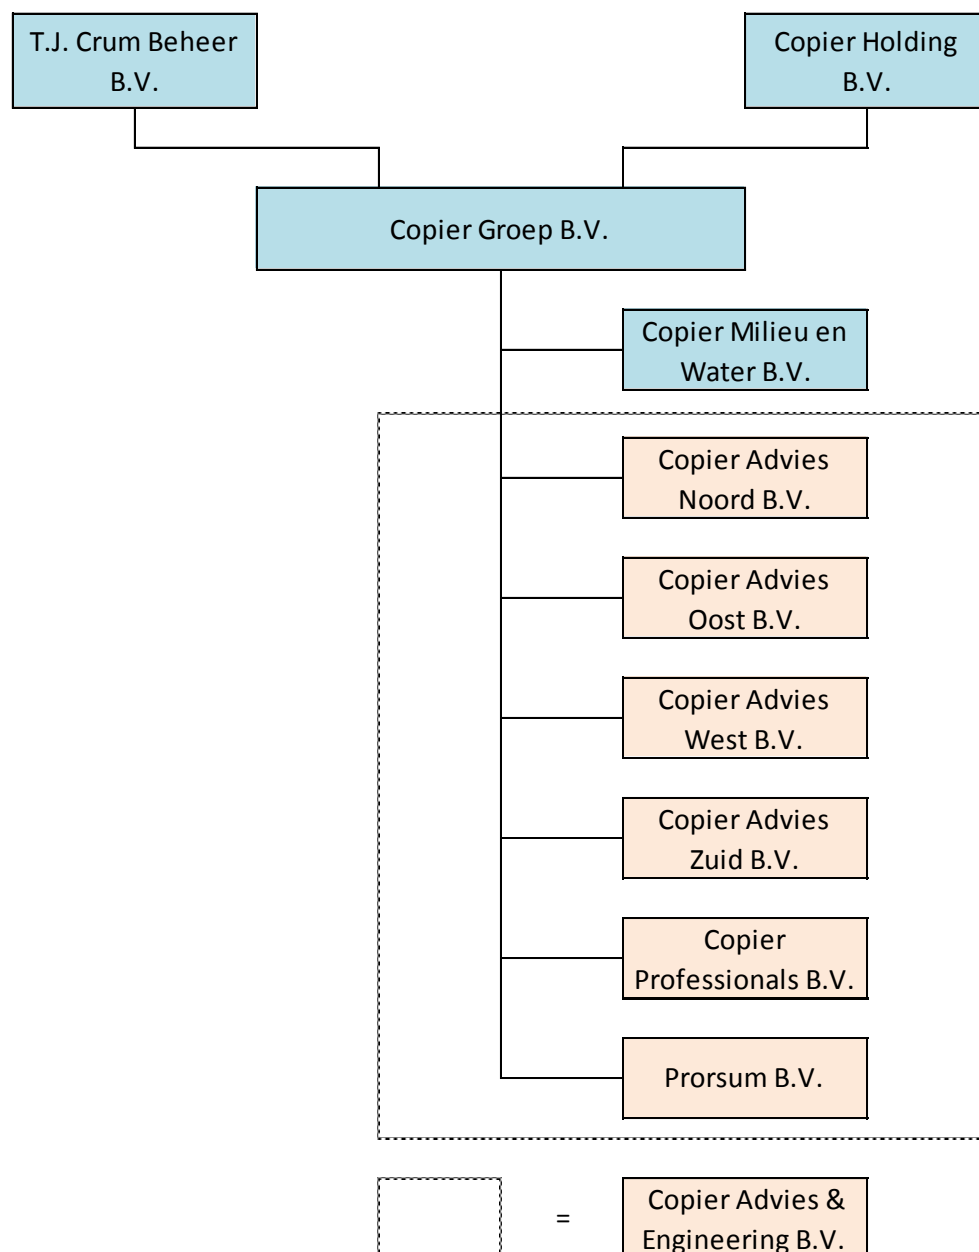 T.J. Crum Beheer
B.V.
Copier Holding
B.V.
Copier Groep B.V.
Copier Milieu en
Water B.V.
Copier Advies
Noord B.V.
Copier Advies
Oost B.V.
Copier Advies
West B.V.
Copier Advies
Zuid B.V.
Copier
Professionals B.V.
Prorsum B.V.
=
Copier Advies &
Engineering B.V.